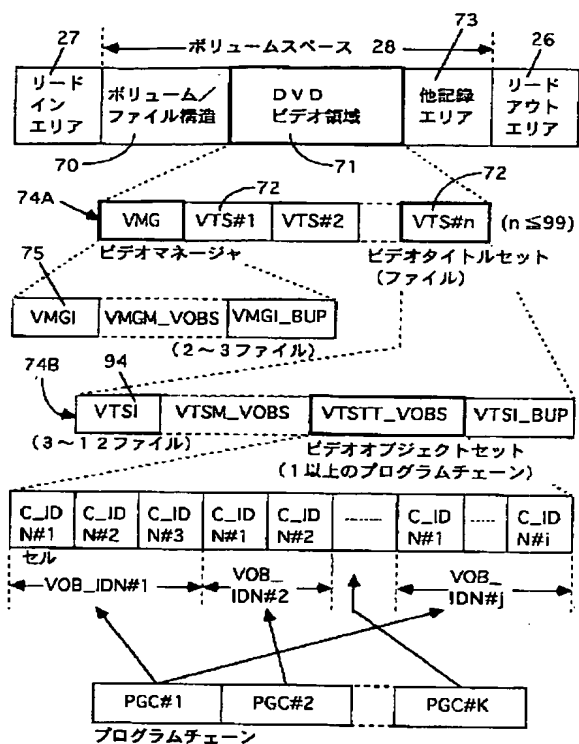 27
ボリュームスペース 28
73
26
リード
イン
エリア
ボリューム/
ファイル構造
DVD
ビデオ領域
他記録
エリア
リード
アウト
エリア
70
71
72
72
74A
VMG
VTS#1
VTS#2
VTS#n
(n≦99)
ビデオマネージャ
ビデオタイトルセット
(ファイル)
75
VMGI
VMGM_VOBS
VMGI_BUP
(2~3ファイル)
74B
94
VTSI
VTSM_VOBS
VTSTT_VOBS
VTSI_BUP
(3~12ファイル)
ビデオオブジェクトセット
(1以上のプログラムチェーン)
C_ID
N#1
C_ID
N#2
C_ID
N#3
C_ID
N#1
C_ID
N#2
C_ID
N#1
C_ID
N#i
セル
VOB_IDN#1
VOB_
IDN#2
VOB_
IDN#j
PGC#1
PGC#2
PGC#K
プログラムチェーン